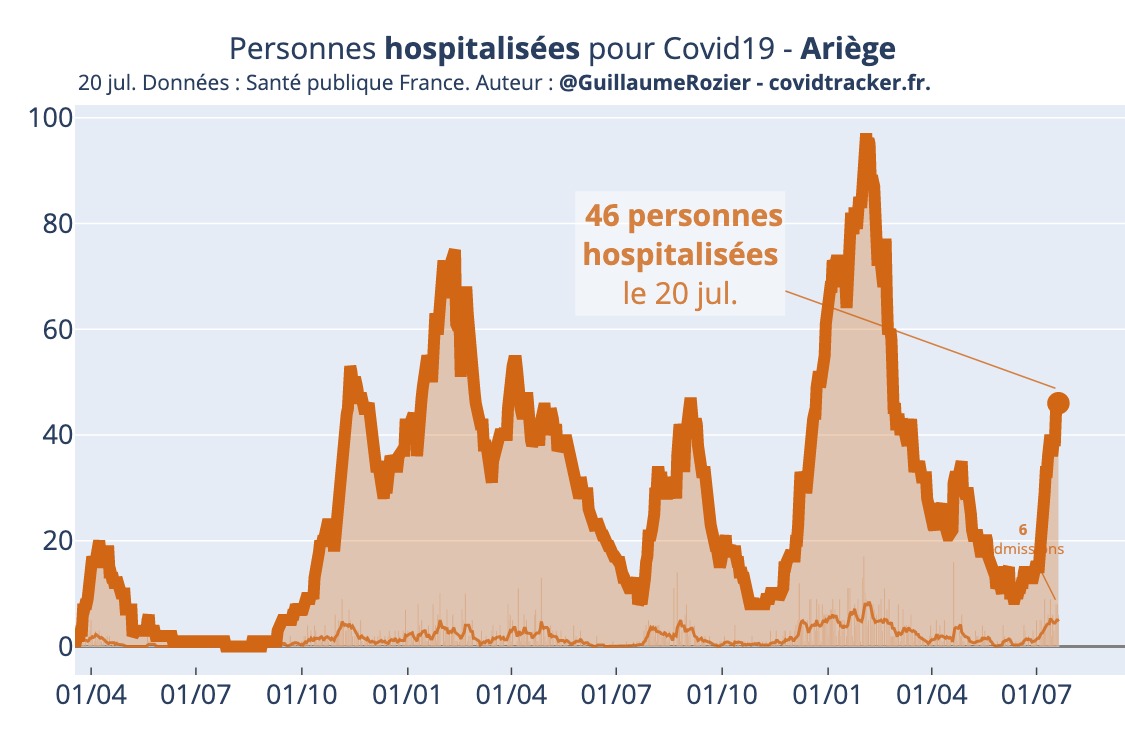 Personnes hospitalisées pour Covid19 - Ariège
20 jul. Données : Santé publique France. Auteur : @GuillaumeRozier - covidtracker.fr.
100
80
60
40
20
0
46 personnes
hospitalisées
le 20 jul.
6
dmissions
01/04
01/07
01/10
01/01
01/04
01/07
01/10
01/01
01/04
01/07